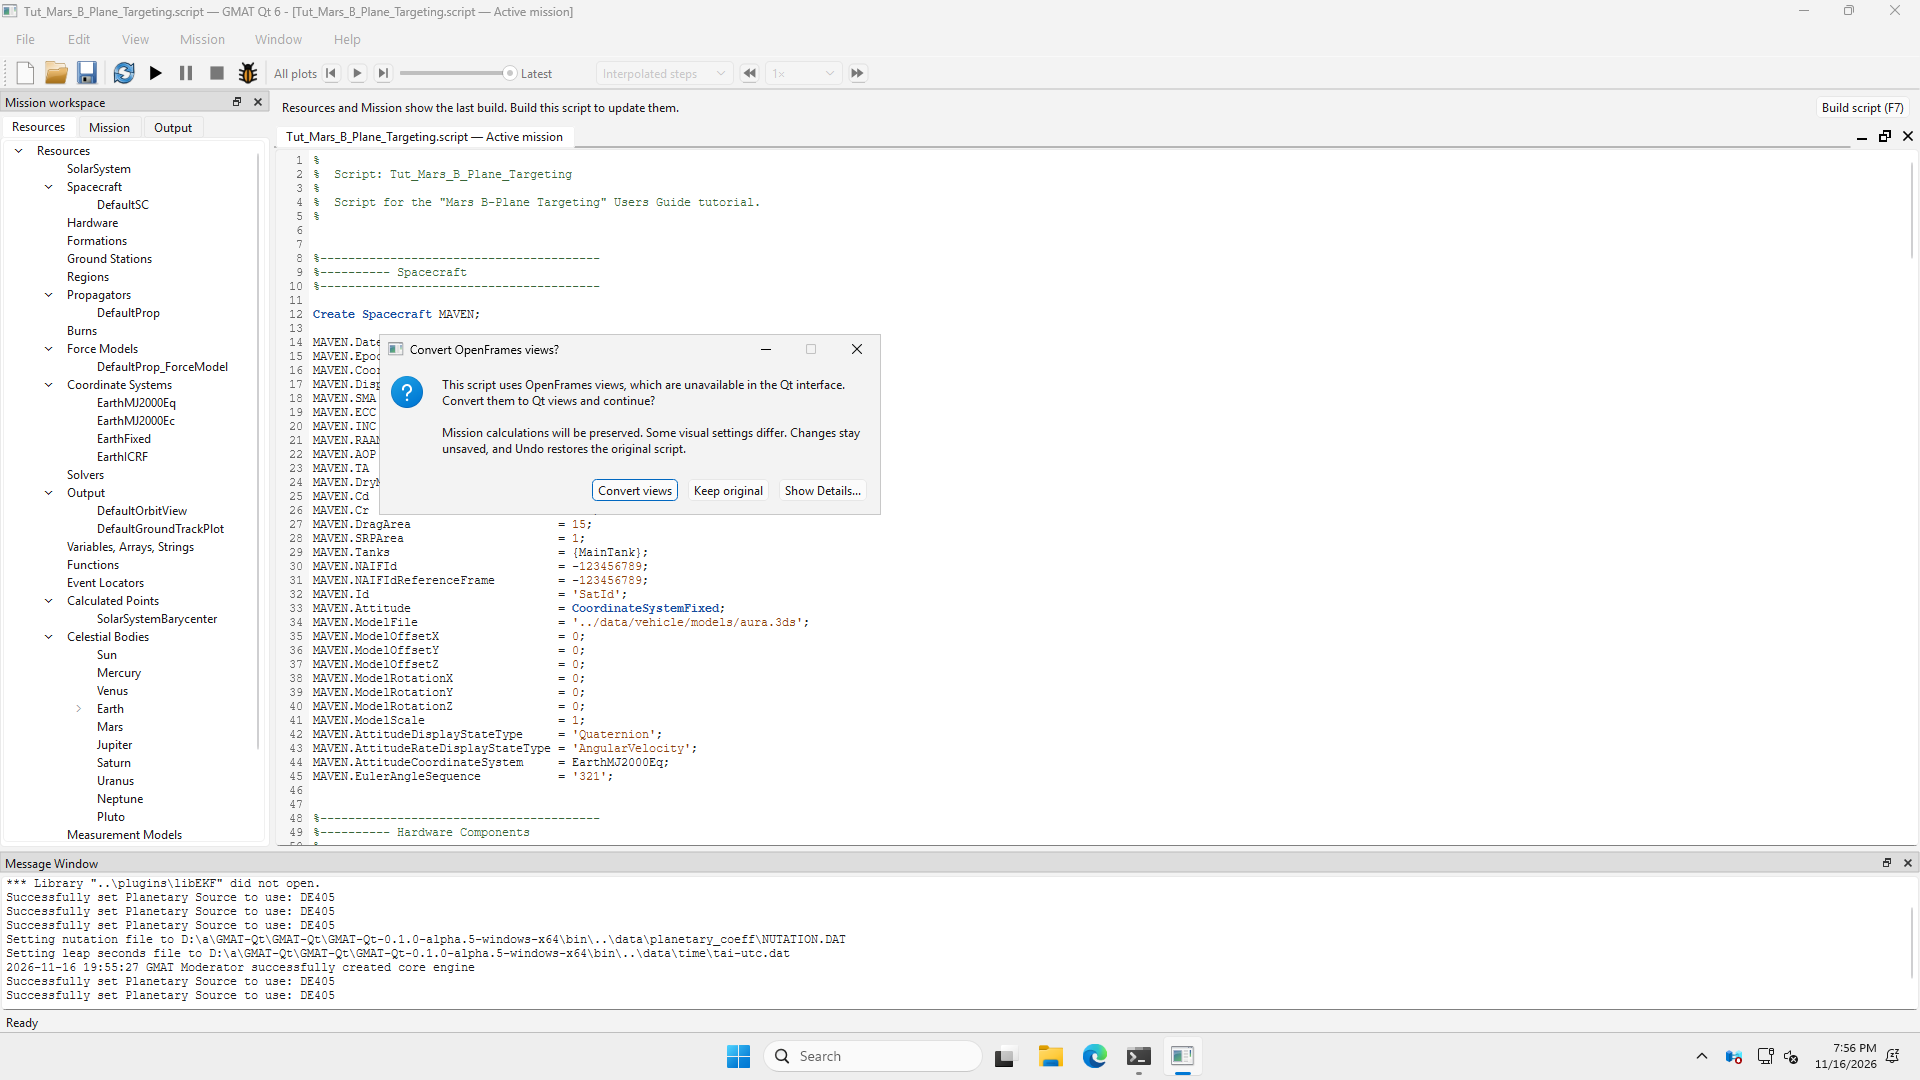 Tut_Mars_B_Plane_Targeting.script — GMAT Qt 6 - [Tut_Mars_B_Plane_Targeting.script — Active mission]
File Edit View Mission Window Help
All plots Latest Interpolated steps 1×
Mission workspace
Resources Mission Output
Resources
SolarSystem
Spacecraft
DefaultSC
Hardware
Formations
Ground Stations
Regions
Propagators
DefaultProp
Burns
Force Models
DefaultProp_ForceModel
Coordinate Systems
EarthMJ2000Eq
EarthMJ2000Ec
EarthFixed
EarthICRF
Solvers
Output
DefaultOrbitView
DefaultGroundTrackPlot
Variables, Arrays, Strings
Functions
Event Locators
Calculated Points
SolarSystemBarycenter
Celestial Bodies
Sun
Mercury
Venus
Earth
Mars
Jupiter
Saturn
Uranus
Neptune
Pluto
Measurement Models
Resources and Mission show the last build. Build this script to update them.
Build script (F7)
Tut_Mars_B_Plane_Targeting.script — Active mission
1 %
2 % Script: Tut_Mars_B_Plane_Targeting
3 %
4 % Script for the "Mars B-Plane Targeting" Users Guide tutorial.
5 %
6
7
8 %----------------------------------------
9 %---------- Spacecraft
10 %----------------------------------------
11
12 Create Spacecraft MAVEN;
13
14 MAVEN.Date
15 MAVEN.Epoc
16 MAVEN.Coor
17 MAVEN.Disp
18 MAVEN.SMA
19 MAVEN.ECC
20 MAVEN.INC
21 MAVEN.RAAN
22 MAVEN.AOP
23 MAVEN.TA
24 MAVEN.DryM
25 MAVEN.Cd
26 MAVEN.Cr
27 MAVEN.DragArea = 15;
28 MAVEN.SRPArea = 1;
29 MAVEN.Tanks = {MainTank};
30 MAVEN.NAIFId = -123456789;
31 MAVEN.NAIFIdReferenceFrame = -123456789;
32 MAVEN.Id = 'SatId';
33 MAVEN.Attitude = CoordinateSystemFixed;
34 MAVEN.ModelFile = '../data/vehicle/models/aura.3ds';
35 MAVEN.ModelOffsetX = 0;
36 MAVEN.ModelOffsetY = 0;
37 MAVEN.ModelOffsetZ = 0;
38 MAVEN.ModelRotationX = 0;
39 MAVEN.ModelRotationY = 0;
40 MAVEN.ModelRotationZ = 0;
41 MAVEN.ModelScale = 1;
42 MAVEN.AttitudeDisplayStateType = 'Quaternion';
43 MAVEN.AttitudeRateDisplayStateType = 'AngularVelocity';
44 MAVEN.AttitudeCoordinateSystem = EarthMJ2000Eq;
45 MAVEN.EulerAngleSequence = '321';
46
47
48 %----------------------------------------
49 %---------- Hardware Components
Convert OpenFrames views?
This script uses OpenFrames views, which are unavailable in the Qt interface.
Convert them to Qt views and continue?
Mission calculations will be preserved. Some visual settings differ. Changes stay
unsaved, and Undo restores the original script.
Convert views Keep original Show Details...
Message Window
*** Library "..\plugins\libEKF" did not open.
Successfully set Planetary Source to use: DE405
Successfully set Planetary Source to use: DE405
Successfully set Planetary Source to use: DE405
Setting nutation file to D:\a\GMAT-Qt\GMAT-Qt\GMAT-Qt-0.1.0-alpha.5-windows-x64\bin\..\data\planetary_coeff\NUTATION.DAT
Setting leap seconds file to D:\a\GMAT-Qt\GMAT-Qt\GMAT-Qt-0.1.0-alpha.5-windows-x64\bin\..\data\time\tai-utc.dat
2026-11-16 19:55:27 GMAT Moderator successfully created core engine
Successfully set Planetary Source to use: DE405
Successfully set Planetary Source to use: DE405
Ready
Search
7:56 PM
11/16/2026